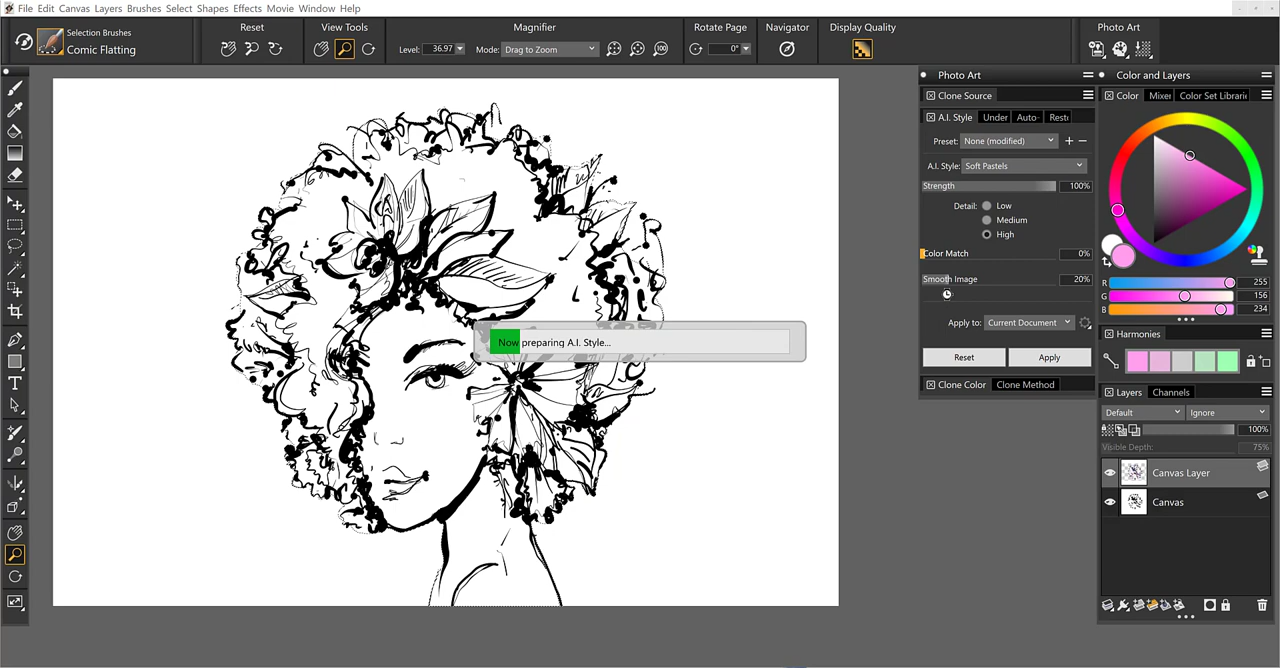 File Edit Canvas Layers Brushes Select Shapes Effects Movie Window Help
Selection Brushes
Comic Flatting
Reset
View Tools
Magnifier
Level: 36.97
Mode: Drag to Zoom
100
Rotate Page
0°
Navigator
Display Quality
Photo Art
Photo Art
Clone Source
A.I. Style Under Auto- Rest
Preset: None (modified)
A.I. Style: Soft Pastels
Strength 100%
Detail: Low
Medium
High
Color Match 0%
Smooth Image 20%
Apply to: Current Document
Reset Apply
Clone Color Clone Method
Now preparing A.I. Style...
Color and Layers
Color Mixer Color Set Librari
R 255
G 156
B 234
Harmonies
Layers Channels
Default Ignore
100%
Visible Depth: 75%
Canvas Layer
Canvas
T